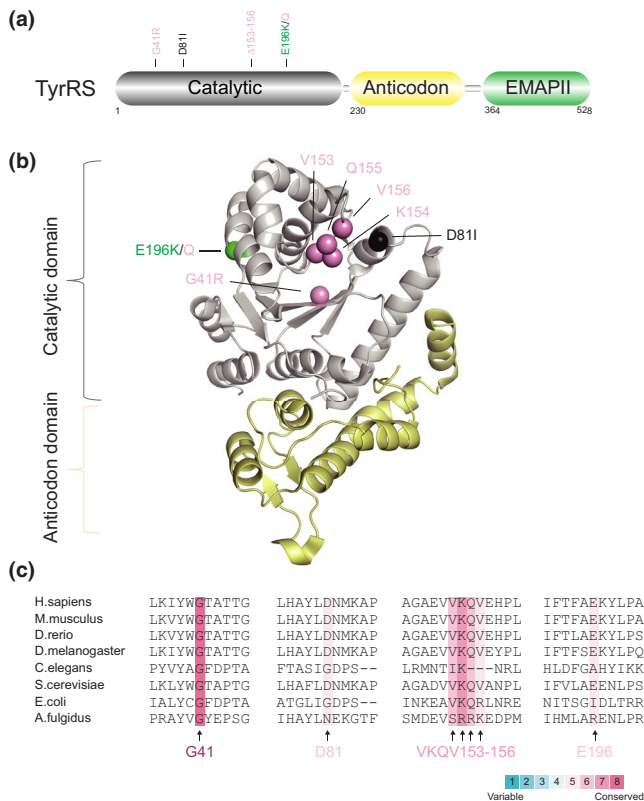 (a)
G41R
D81I
Δ153-156
E196K/Q
TyrRS
Catalytic
Anticodon
EMAPII
1
230
364
528
(b)
V153
Q155
V156
K154
D81I
E196K/Q
G41R
Catalytic domain
Anticodon domain
(c)
H.sapiens LKIYWGTATTG LHAYLDNMKAP AGAEVVKQVEHPL IFTFAEKYLPA
M.musculus LKVYWGTATTG LHAYLDNMKAP AGAEVVKQVEHPL IFTLAEKYLPA
D.rerio LKVYWGTATTG LHAYLDNMKAP AGAEVVKQVEHPL IFTLAEKYLPS
D.melanogaster LKIYWGTATTG LHAYLDNMKAP AGAEVVKQVEHPL IFTFSEKYLPQ
C.elegans PYVYAGFDPTA FTASIGDPS-- LRMNTIK---NRL HLDFGAHYIKK
S.cerevisiae LKLYWGTAPTG LHAFLDNMKAP AGADVVKQVANPL IFVLAEENLPS
E.coli IALYCGFDPTA ATGLIGDPS-- INKEAVKQRLNRE NITSGIDLTRR
A.fulgidus PRAYVGYEPSG IHAYLNEKGTF SMDEVSRRKEDPM IHMLARENLPS
G41
D81
VKQV153-156
E196
1 2 3 4 5 6 7 8
Variable Conserved